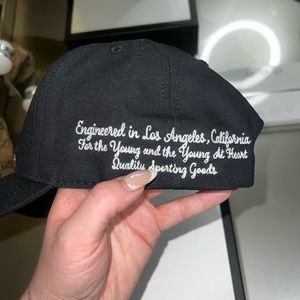 Engineered in Los Angeles, California
For the Young and the Young At Heart
Quality Sporting Goods